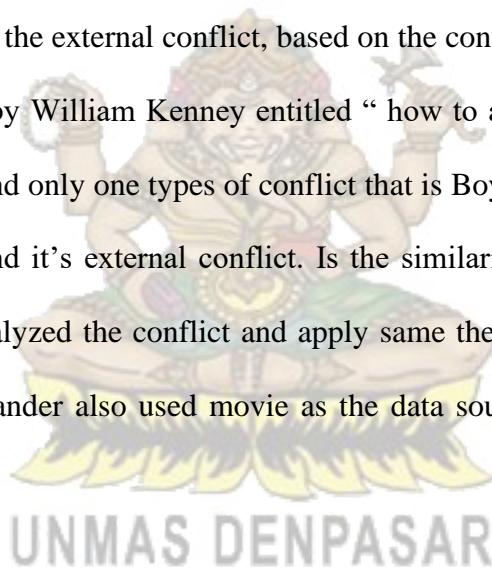 the external conflict, based on the con
by William Kenney entitled “ how to a
nd only one types of conflict that is Boy
nd it’s external conflict. Is the similari
alyzed the conflict and apply same the
ander also used movie as the data sou
UNMAS DENPASAR